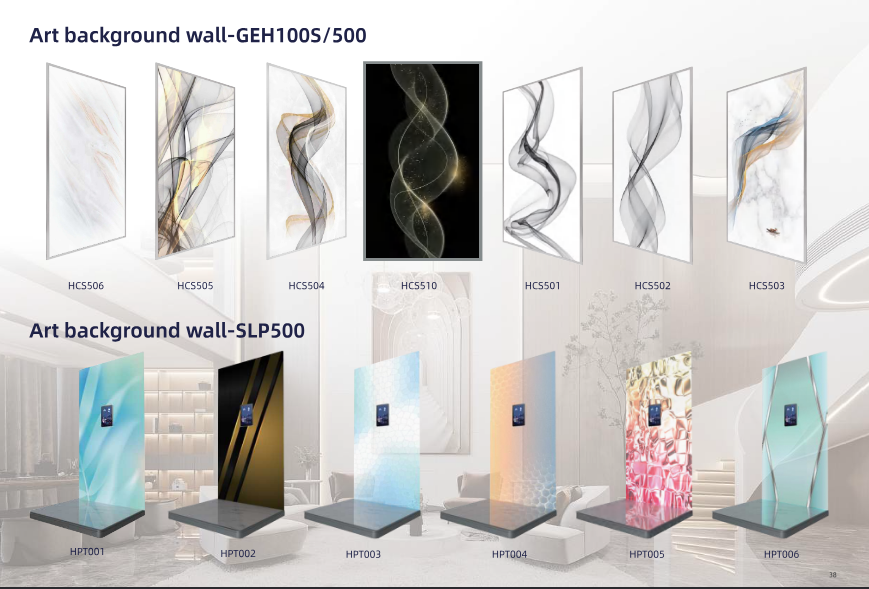 Art background wall-GEH100S/500
HCS506 HCS505 HCS504 HCS510 HCS501 HCS502 HCS503
Art background wall-SLP500
HPT001 HPT002 HPT003 HPT004 HPT005 HPT006
38